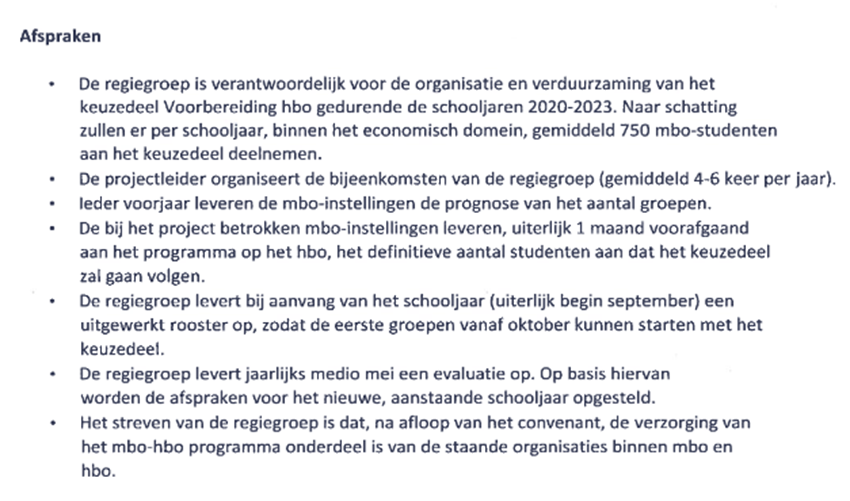 Afspraken
• De regiegroep is verantwoordelijk voor de organisatie en verduurzaming van het
keuzedeel Voorbereiding hbo gedurende de schooljaren 2020-2023. Naar schatting
zullen er per schooljaar, binnen het economisch domein, gemiddeld 750 mbo-studenten
aan het keuzedeel deelnemen.
• De projectleider organiseert de bijeenkomsten van de regiegroep (gemiddeld 4-6 keer per jaar).
• Ieder voorjaar leveren de mbo-instellingen de prognose van het aantal groepen.
• De bij het project betrokken mbo-instellingen leveren, uiterlijk 1 maand voorafgaand
aan het programma op het hbo, het definitieve aantal studenten aan dat het keuzedeel
zal gaan volgen.
• De regiegroep levert bij aanvang van het schooljaar (uiterlijk begin september) een
uitgewerkt rooster op, zodat de eerste groepen vanaf oktober kunnen starten met het
keuzedeel.
• De regiegroep levert jaarlijks medio mei een evaluatie op. Op basis hiervan
worden de afspraken voor het nieuwe, aanstaande schooljaar opgesteld.
• Het streven van de regiegroep is dat, na afloop van het convenant, de verzorging van
het mbo-hbo programma onderdeel is van de staande organisaties binnen mbo en
hbo.